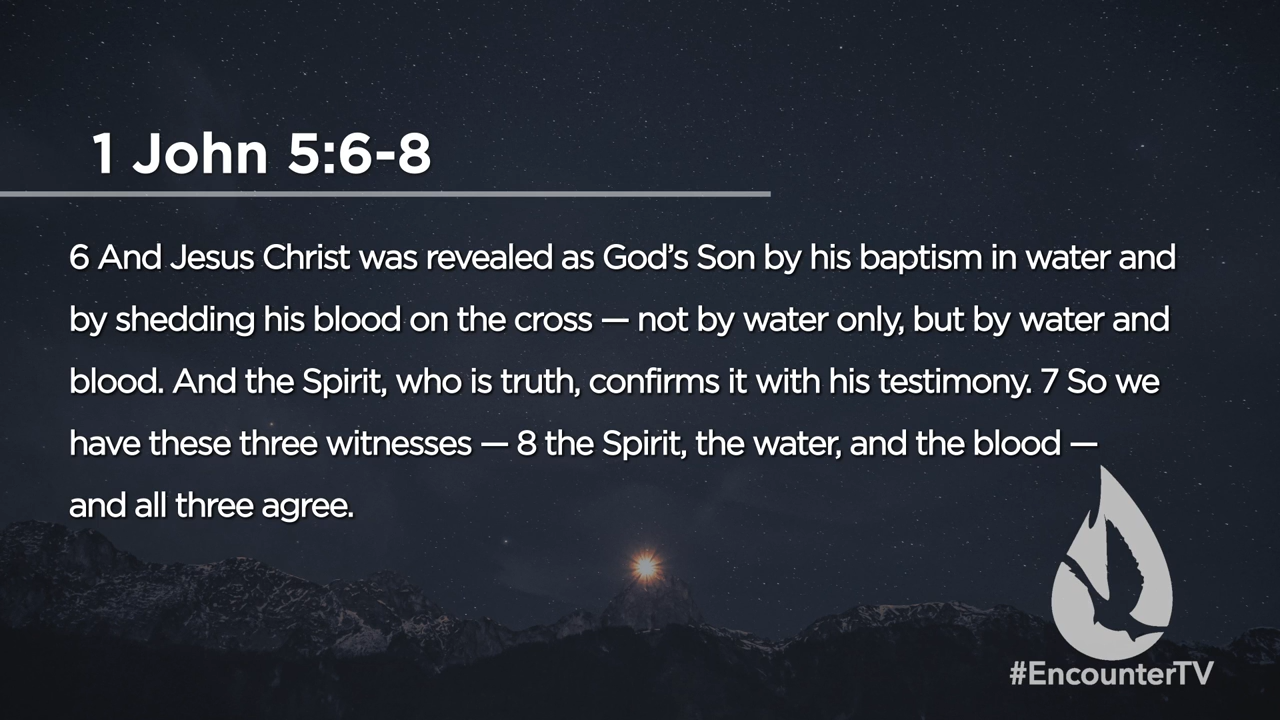 1 John 5:6-8
6 And Jesus Christ was revealed as God’s Son by his baptism in water and
by shedding his blood on the cross — not by water only, but by water and
blood. And the Spirit, who is truth, confirms it with his testimony. 7 So we
have these three witnesses — 8 the Spirit, the water, and the blood —
and all three agree.
#EncounterTV